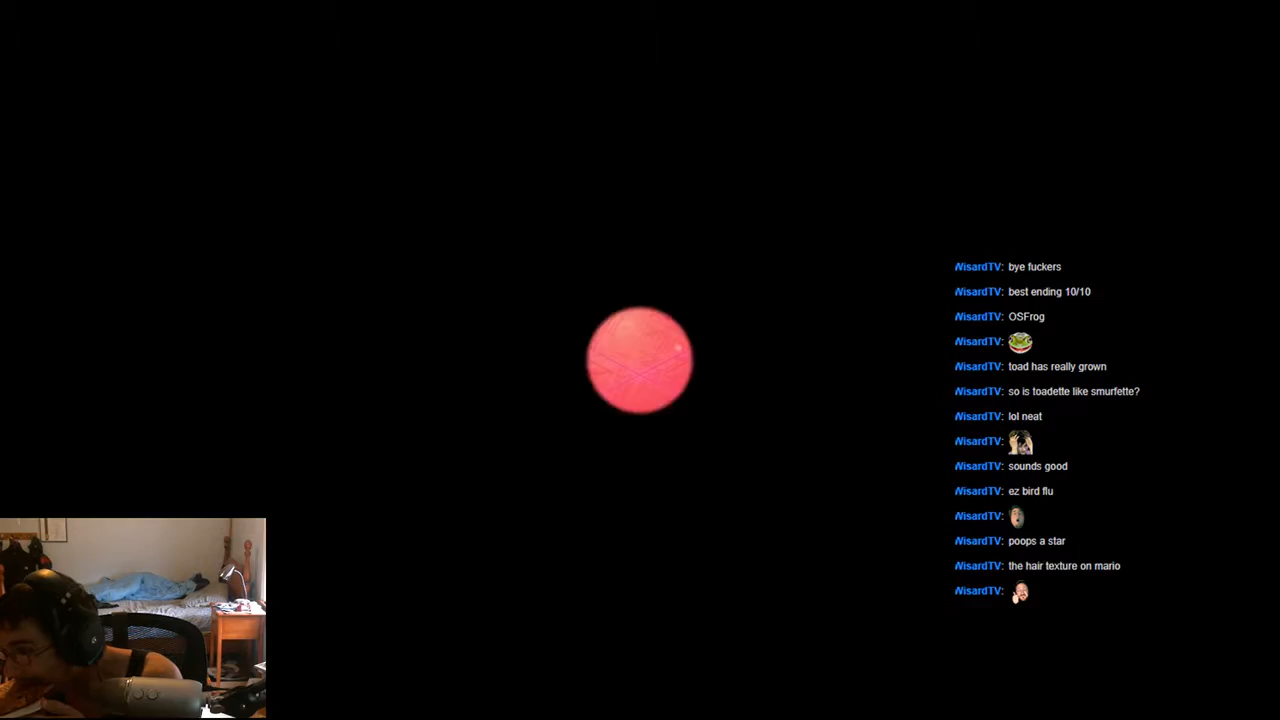 WisardTV: bye fuckers
WisardTV: best ending 10/10
WisardTV: OSFrog
WisardTV:
WisardTV: toad has really grown
WisardTV: so is toadette like smurfette?
WisardTV: lol neat
WisardTV:
WisardTV: sounds good
WisardTV: ez bird flu
WisardTV:
WisardTV: poops a star
WisardTV: the hair texture on mario
WisardTV: